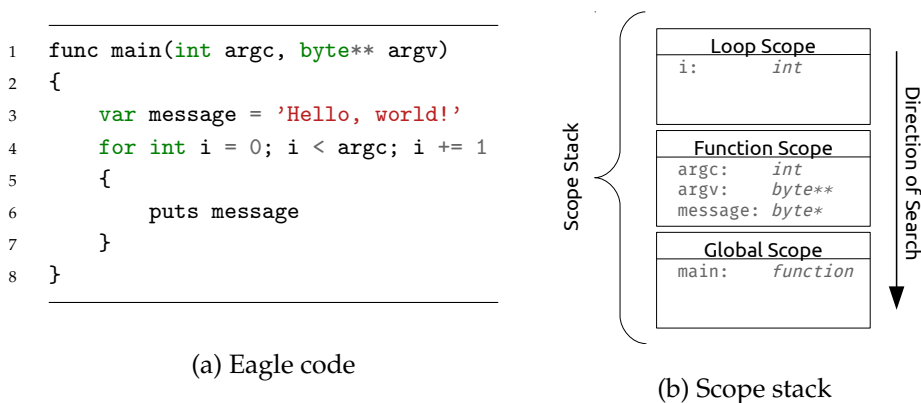 1 func main(int argc, byte** argv)
2 {
3 var message = ’Hello, world!’
4 for int i = 0; i < argc; i += 1
5 {
6 puts message
7 }
8 }
(a) Eagle code
Scope Stack
Loop Scope
i: int
Function Scope
argc: int
argv: byte**
message: byte*
Global Scope
main: function
Direction of Search
(b) Scope stack